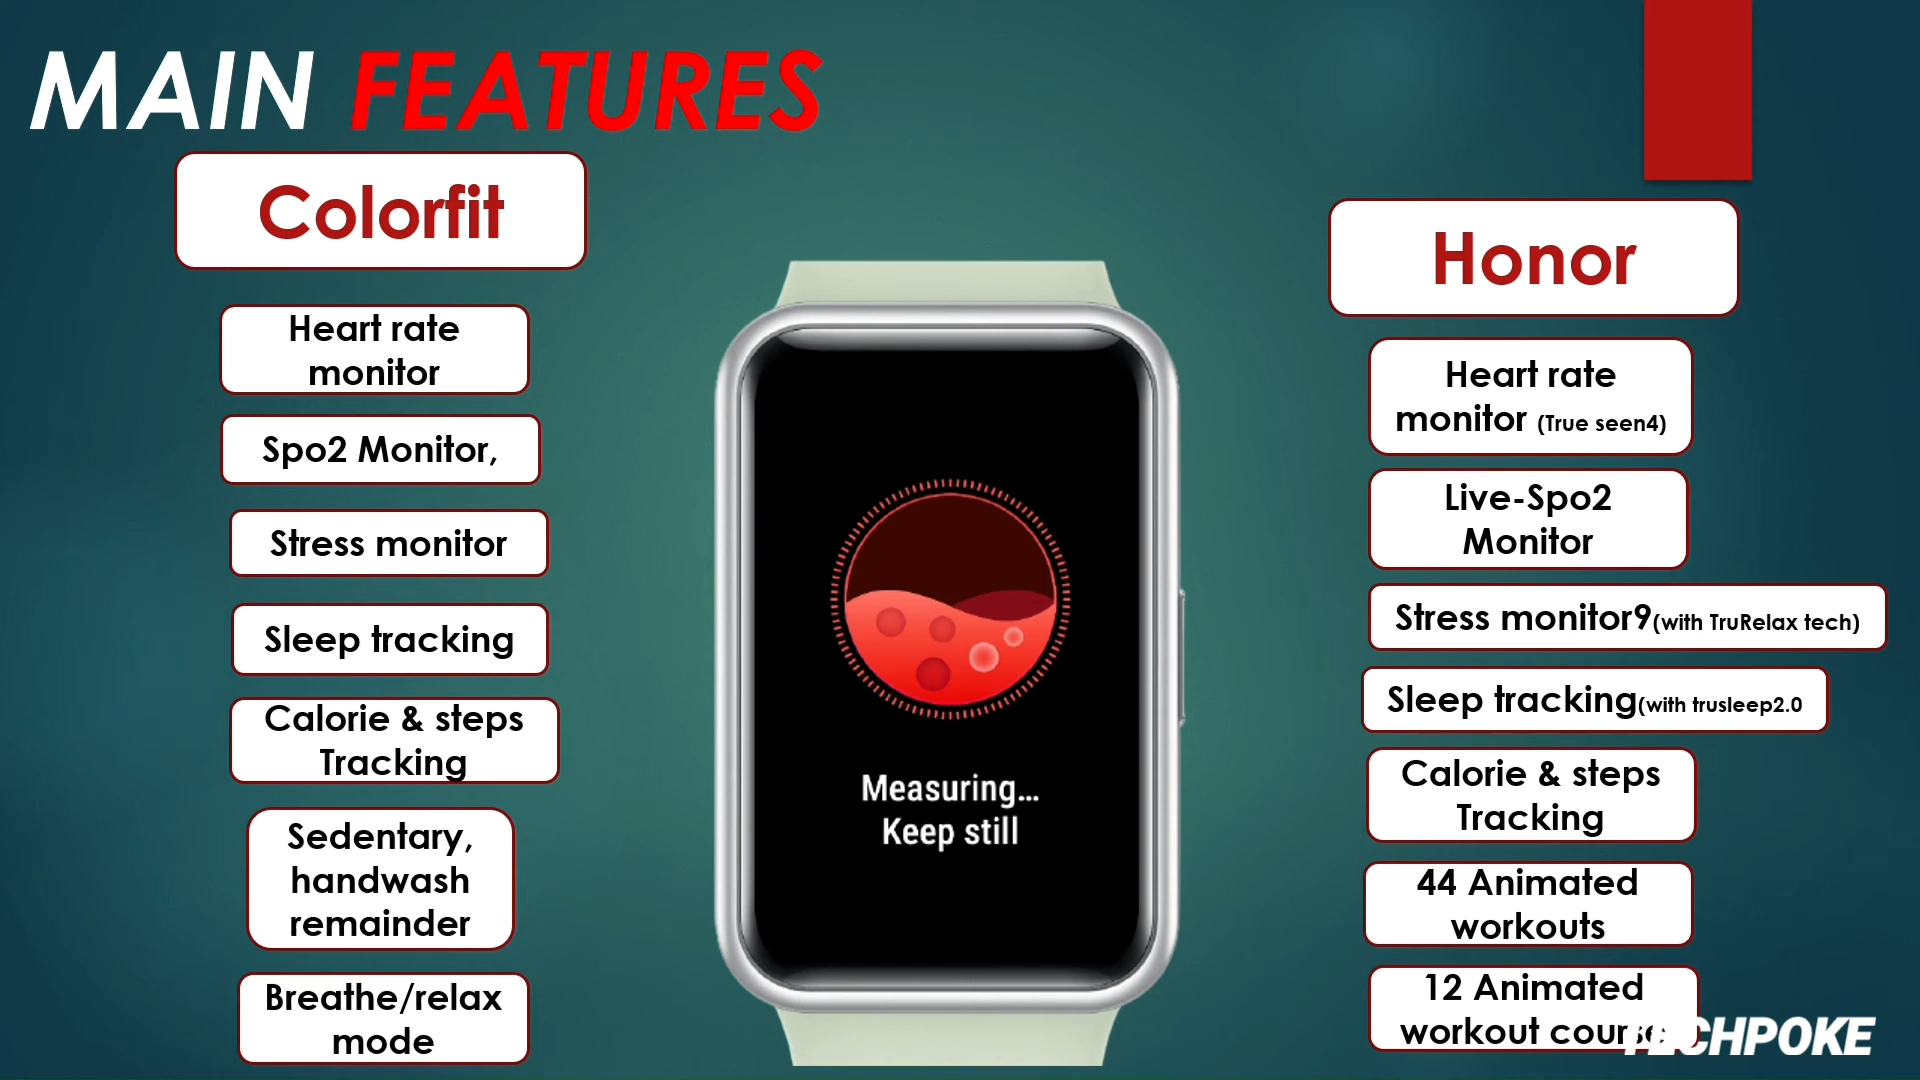 MAIN FEATURES
Colorfit
Heart rate
monitor
Spo2 Monitor,
Stress monitor
Sleep tracking
Calorie & steps
Tracking
Sedentary,
handwash
remainder
Breathe/relax
mode
Measuring...
Keep still
Honor
Heart rate
monitor (True seen4)
Live-Spo2
Monitor
Stress monitor9(with TruRelax tech)
Sleep tracking(with trusleep2.0
Calorie & steps
Tracking
44 Animated
workouts
12 Animated
workout course
TECHPOKE